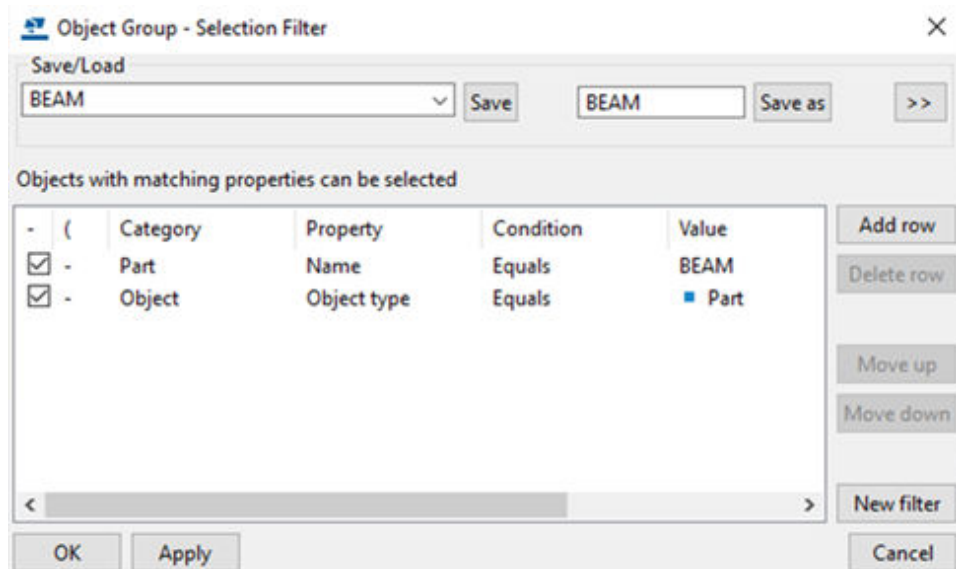 Object Group - Selection Filter
Save/Load
BEAM Save BEAM Save as >>
Objects with matching properties can be selected
- ( Category Property Condition Value Add row
- Part Name Equals BEAM
Delete row
- Object Object type Equals Part
Move up
Move down
New filter
OK Apply Cancel